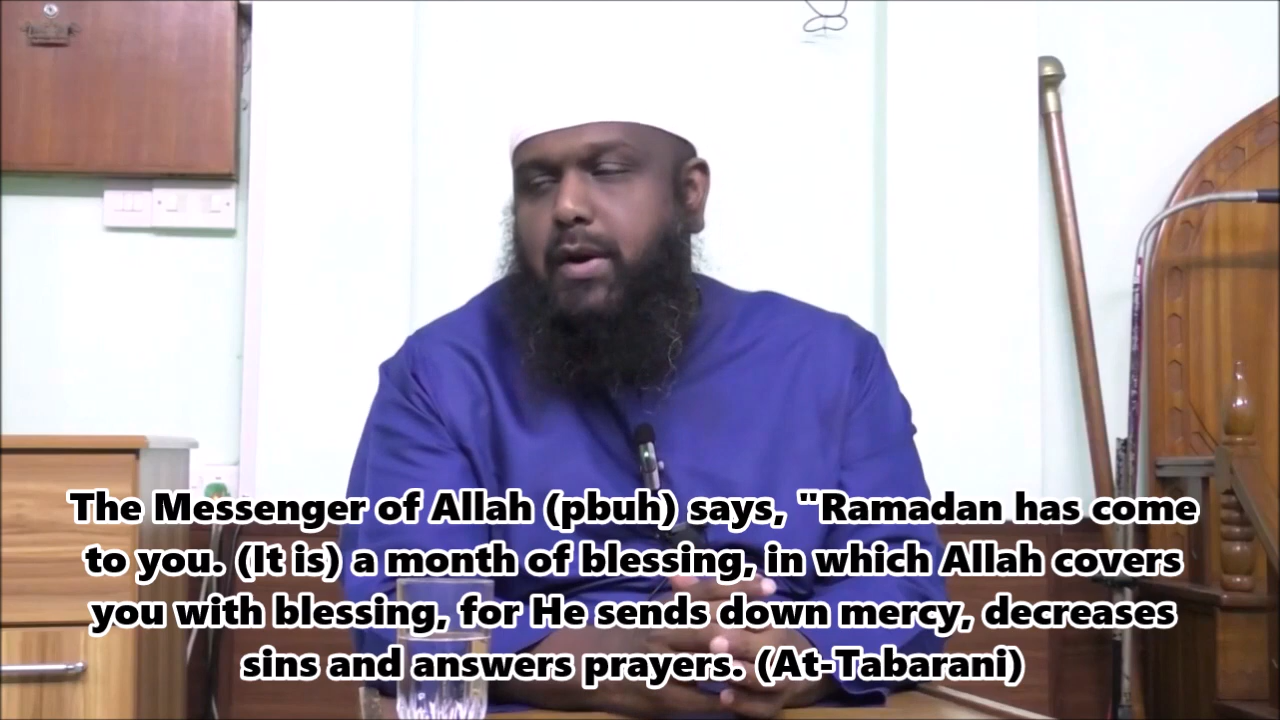 The Messenger of Allah (pbuh) says, "Ramadan has come
to you. (It is) a month of blessing, in which Allah covers
you with blessing, for He sends down mercy, decreases
sins and answers prayers. (At-Tabarani)